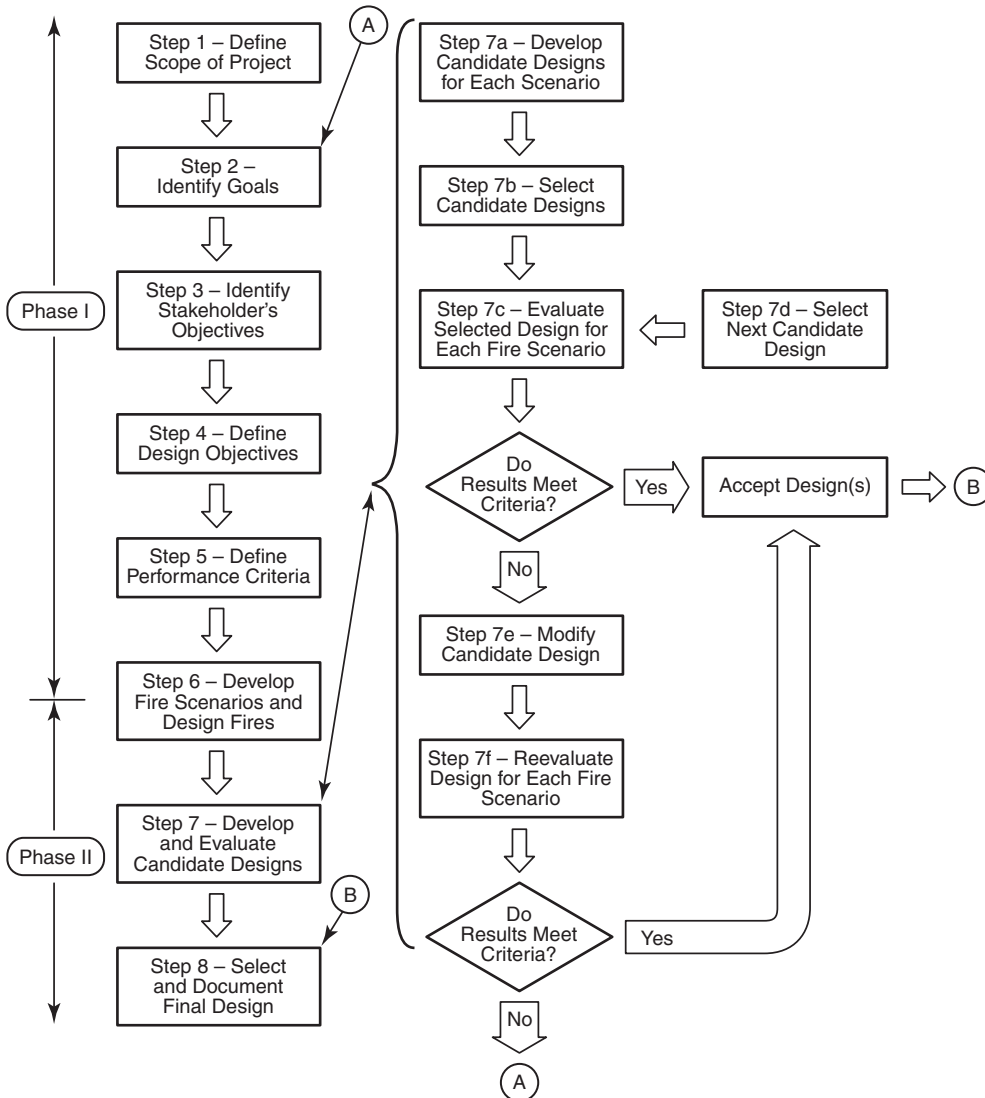 A
Step 1 – Define
Scope of Project
Step 2 –
Identify Goals
Phase I
Step 3 – Identify
Stakeholder's
Objectives
Step 4 – Define
Design Objectives
Step 5 – Define
Performance Criteria
Step 6 – Develop
Fire Scenarios and
Design Fires
Phase II
Step 7 – Develop
and Evaluate
Candidate Designs
B
Step 8 – Select
and Document
Final Design
Step 7a – Develop
Candidate Designs
for Each Scenario
Step 7b – Select
Candidate Designs
Step 7c – Evaluate
Selected Design for
Each Fire Scenario
Step 7d – Select
Next Candidate
Design
Do
Results Meet
Criteria?
Yes
Accept Design(s)
B
No
Step 7e – Modify
Candidate Design
Step 7f – Reevaluate
Design for Each Fire
Scenario
Do
Results Meet
Criteria?
Yes
No
A